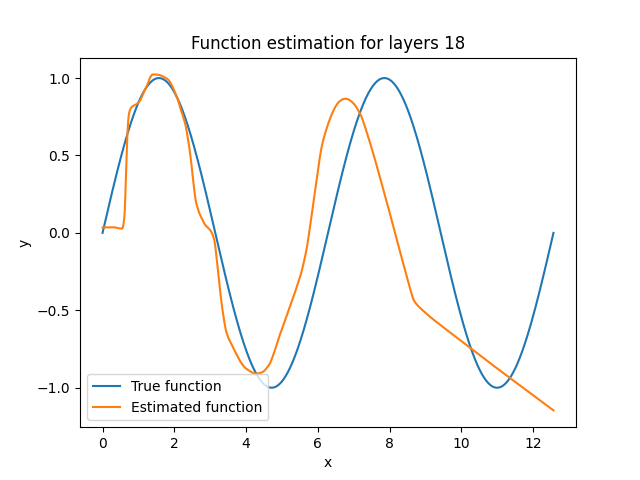 Function estimation for layers 18
1.0
0.5
0.0
−0.5
−1.0
y
True function
Estimated function
0 2 4 6 8 10 12
x